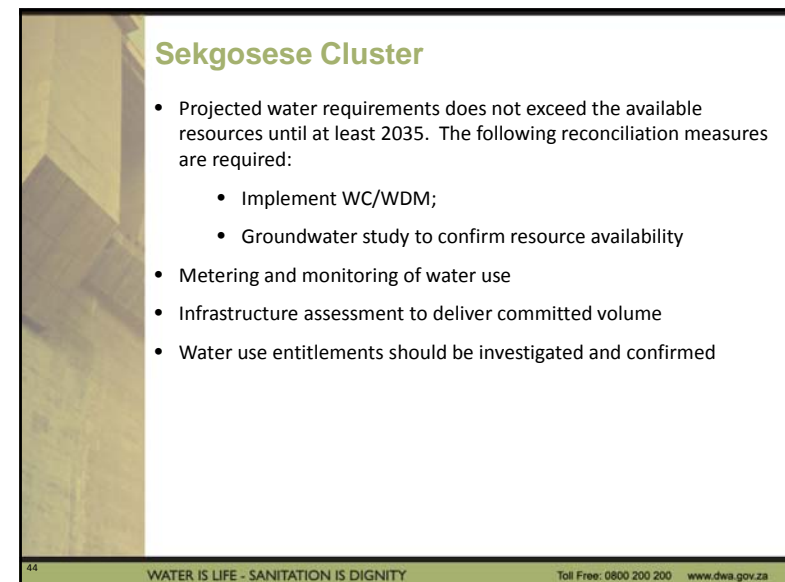 Sekgosese Cluster
• Projected water requirements does not exceed the available
resources until at least 2035. The following reconciliation measures
are required:
• Implement WC/WDM;
• Groundwater study to confirm resource availability
• Metering and monitoring of water use
• Infrastructure assessment to deliver committed volume
• Water use entitlements should be investigated and confirmed
44
WATER IS LIFE - SANITATION IS DIGNITY Toll Free: 0800 200 200 www.dwa.gov.za